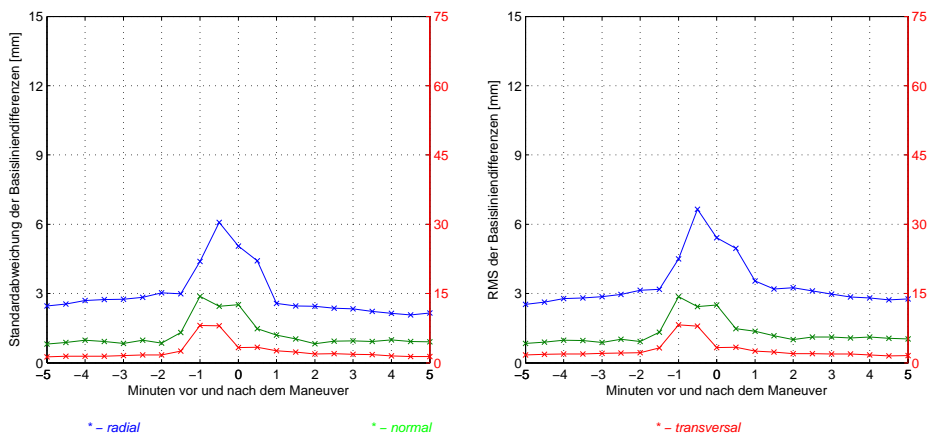 15
12
9
6
3
0
Standardabweichung der Basisliniendifferenzen [mm]
75
60
45
30
15
0
−5 −4 −3 −2 −1 0 1 2 3 4 5
Minuten vor und nach dem Maneuver
15
12
9
6
3
0
RMS der Basisliniendifferenzen [mm]
75
60
45
30
15
0
−5 −4 −3 −2 −1 0 1 2 3 4 5
Minuten vor und nach dem Maneuver
* − radial
* − normal
* − transversal